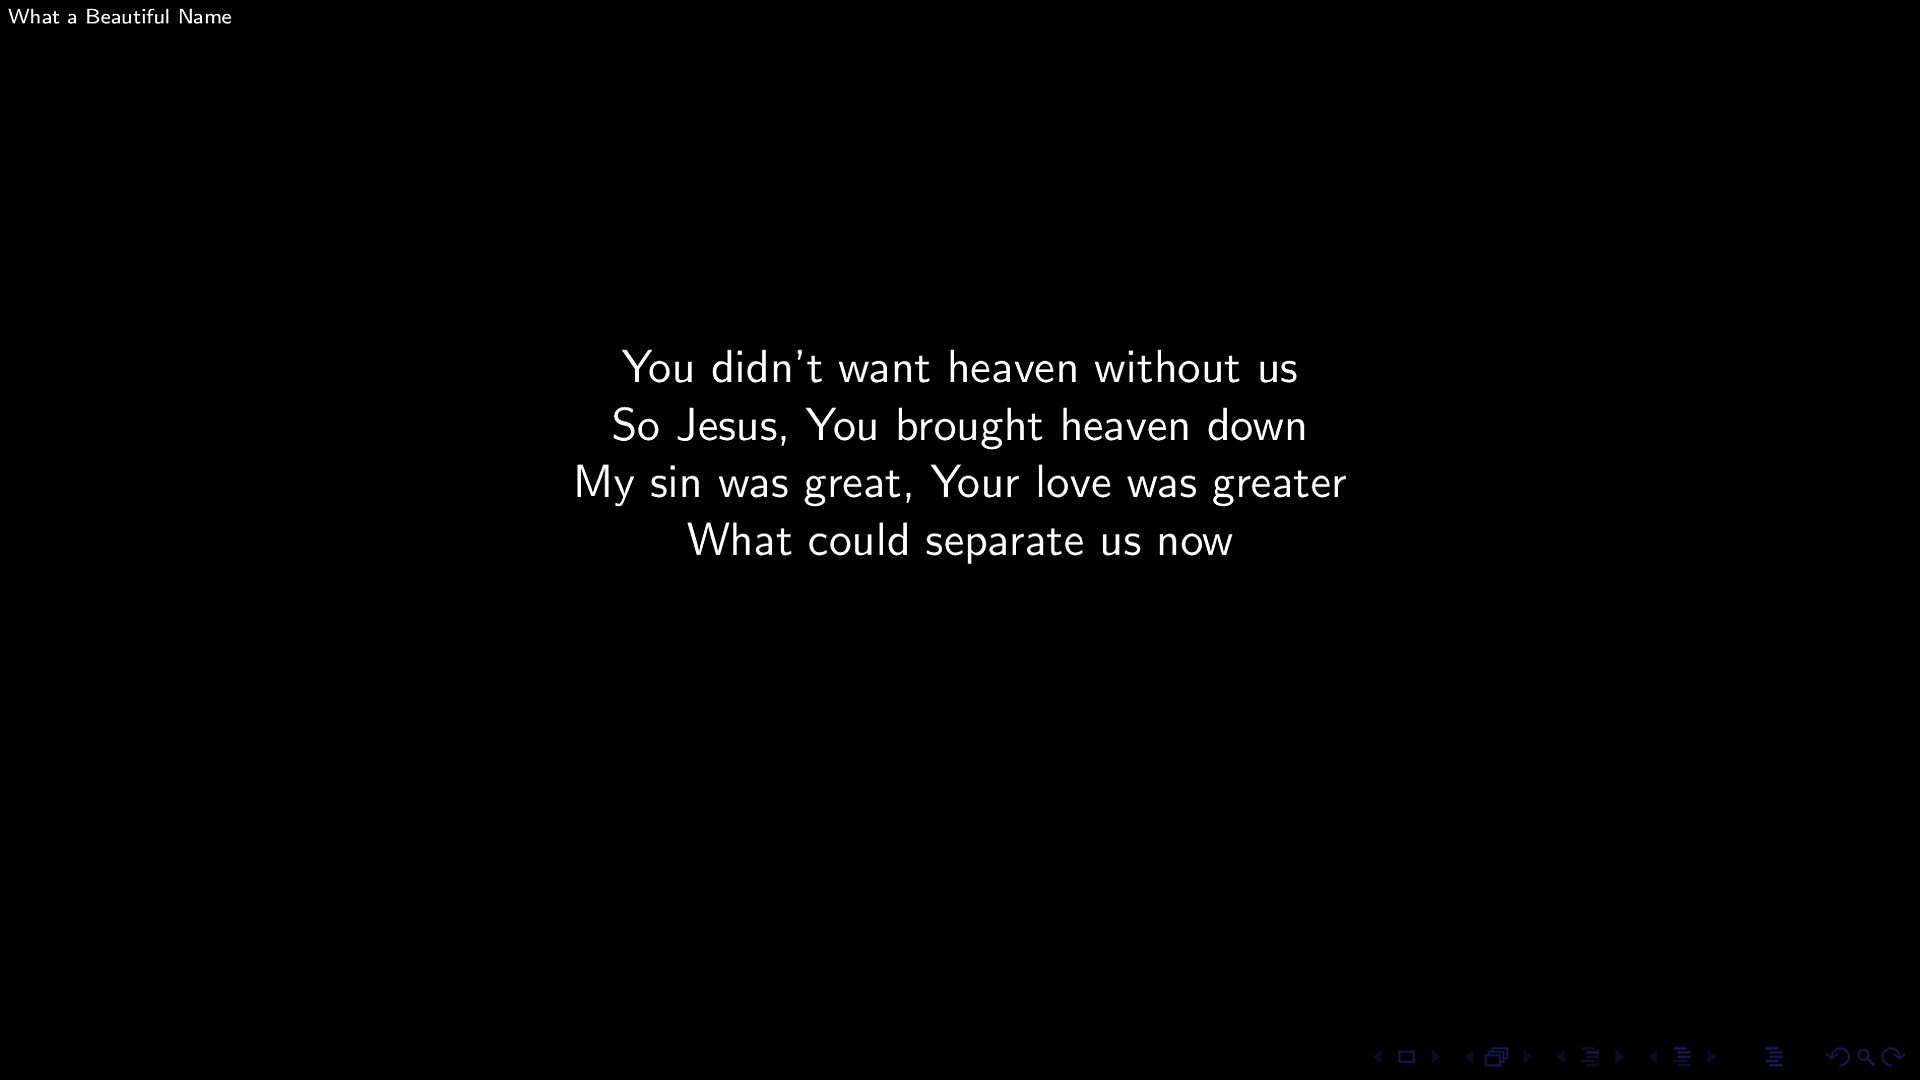 What a Beautiful Name
You didn't want heaven without us
So Jesus, You brought heaven down
My sin was great, Your love was greater
What could separate us now